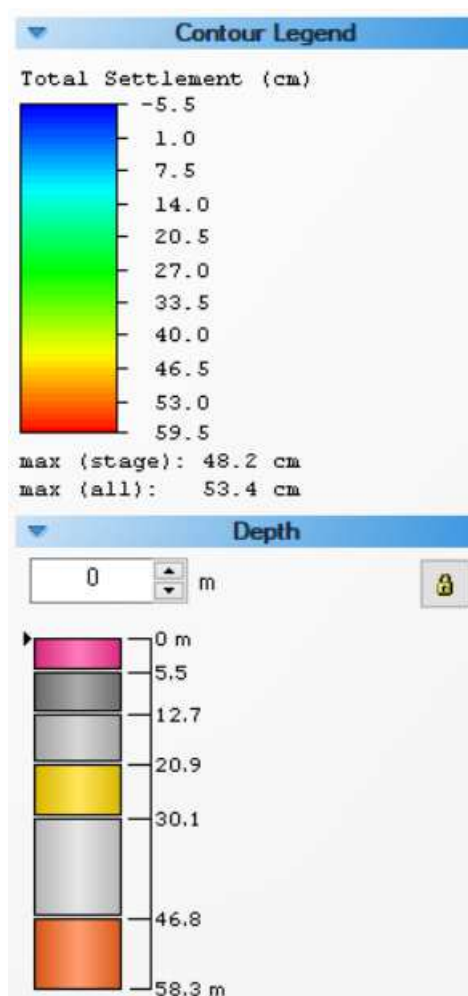 Contour Legend
Total Settlement (cm)
-5.5
1.0
7.5
14.0
20.5
27.0
33.5
40.0
46.5
53.0
59.5
max (stage): 48.2 cm
max (all): 53.4 cm
Depth
0 m
0 m
5.5
12.7
20.9
30.1
46.8
58.3 m